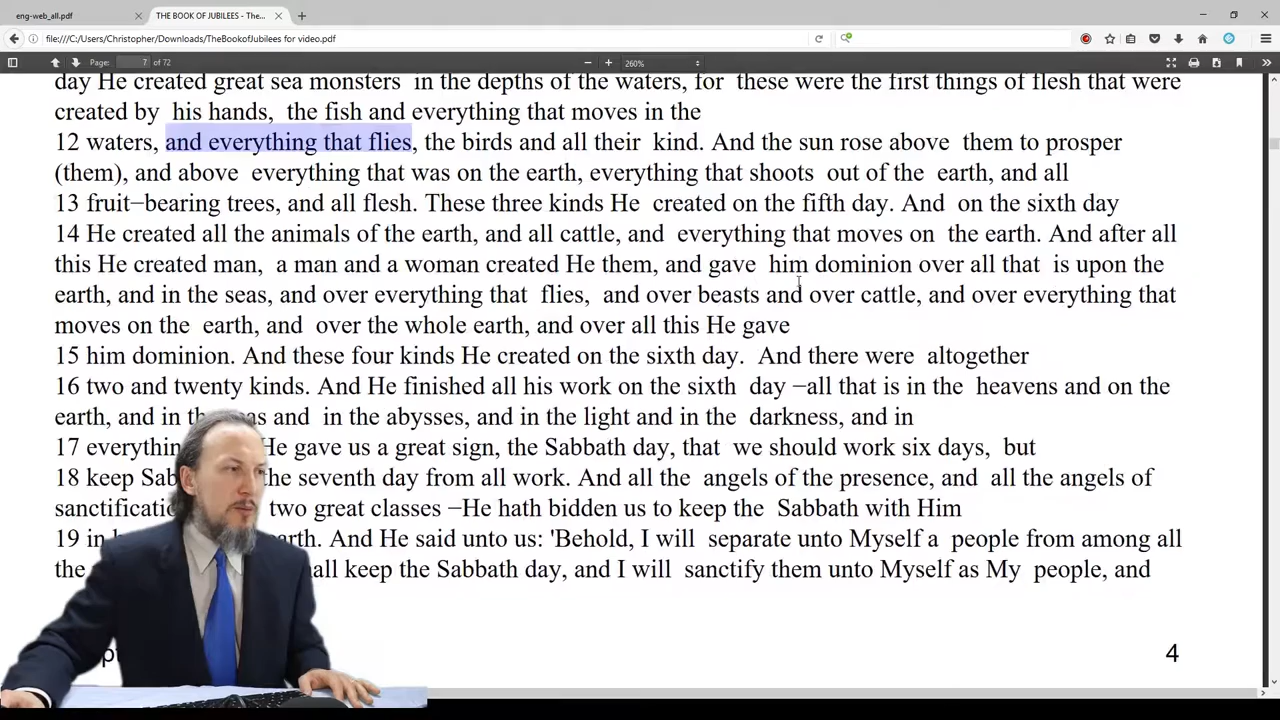 eng-web_all.pdf
THE BOOK OF JUBILEES - The...
file:///C:/Users/Christopher/Downloads/TheBookofJubilees for video.pdf
Page: 7 of 72
260%
day He created great sea monsters in the depths of the waters, for these were the first things of flesh that were
created by his hands, the fish and everything that moves in the
12 waters, and everything that flies, the birds and all their kind. And the sun rose above them to prosper
(them), and above everything that was on the earth, everything that shoots out of the earth, and all
13 fruit−bearing trees, and all flesh. These three kinds He created on the fifth day. And on the sixth day
14 He created all the animals of the earth, and all cattle, and everything that moves on the earth. And after all
this He created man, a man and a woman created He them, and gave him dominion over all that is upon the
earth, and in the seas, and over everything that flies, and over beasts and over cattle, and over everything that
moves on the earth, and over the whole earth, and over all this He gave
15 him dominion. And these four kinds He created on the sixth day. And there were altogether
16 two and twenty kinds. And He finished all his work on the sixth day −all that is in the heavens and on the
earth, and in the and in the abysses, and in the light and in the darkness, and in
17 He gave us a great sign, the Sabbath day, that we should work six days, but
18 keep the seventh day from all work. And all the angels of the presence, and all the angels of
two great classes −He hath bidden us to keep the Sabbath with Him
19 in And He said unto us: 'Behold, I will separate unto Myself a people from among all
the keep the Sabbath day, and I will sanctify them unto Myself as My people, and
4